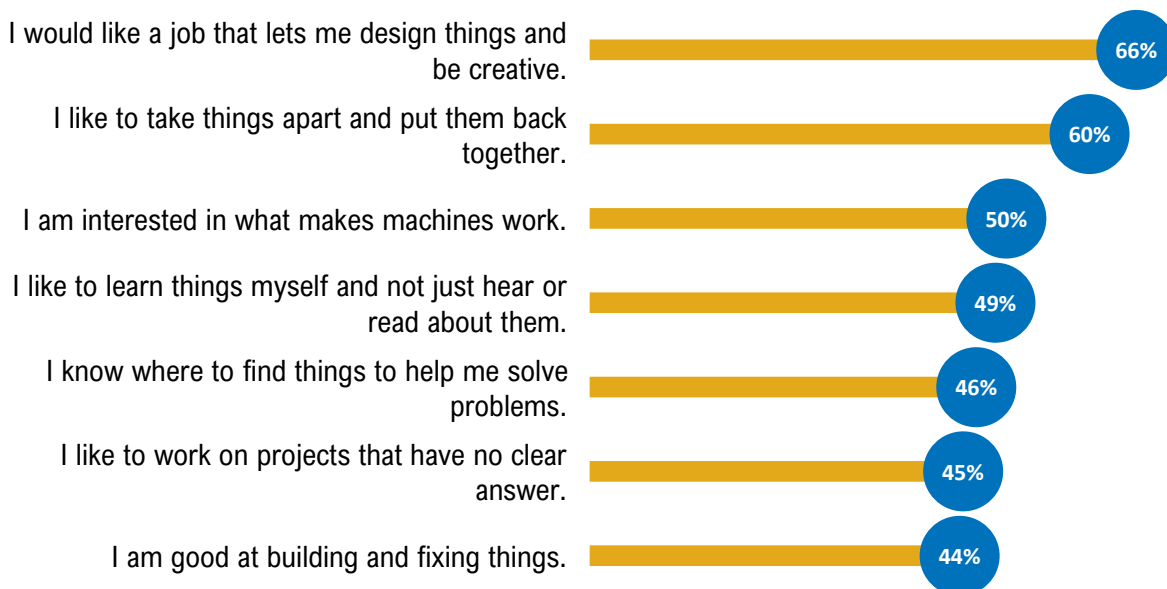 I would like a job that lets me design things and
be creative.
66%
I like to take things apart and put them back
together.
60%
I am interested in what makes machines work.
50%
I like to learn things myself and not just hear or
read about them.
49%
I know where to find things to help me solve
problems.
46%
I like to work on projects that have no clear
answer.
45%
I am good at building and fixing things.
44%